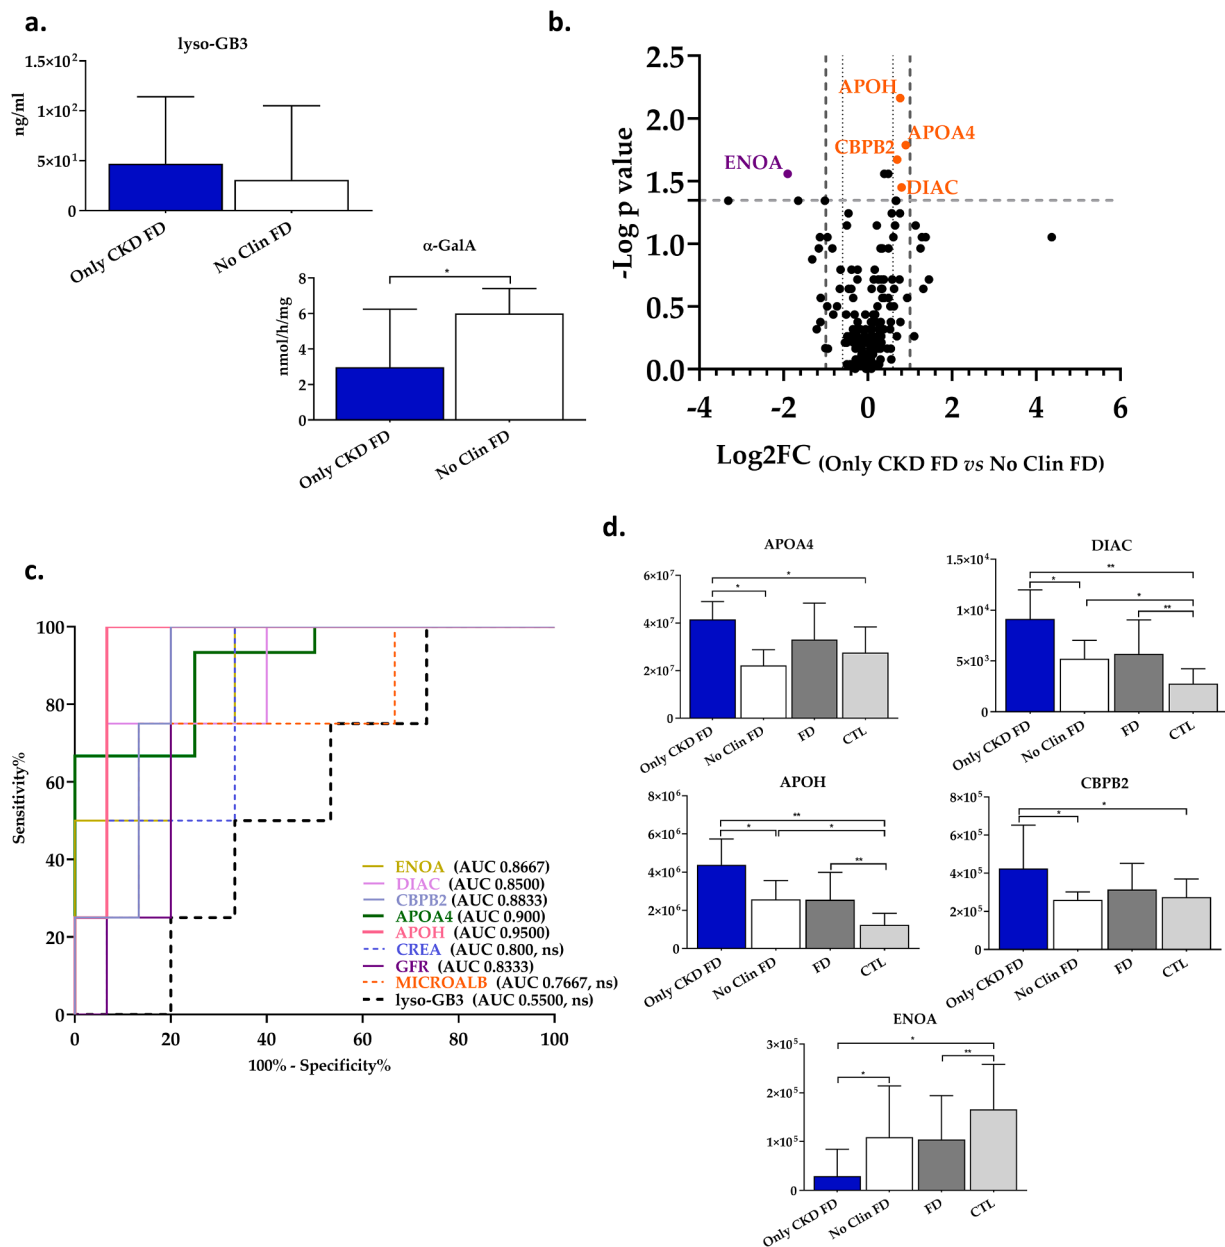 a.
lyso-GB3
1.5×10²
1×10²
5×10¹
0
ng/ml
Only CKD FD
No Clin FD
α-GalA
*
8
6
4
2
0
nmol/h/mg
Only CKD FD
No Clin FD
b.
2.5
2.0
1.5
1.0
0.5
0.0
-Log p value
APOH
APOA4
CBPB2
ENOA
DIAC
-4
-2
0
2
4
6
Log2FC (Only CKD FD vs No Clin FD)
c.
100
80
60
40
20
0
Sensitivity%
ENOA (AUC 0.8667)
DIAC (AUC 0.8500)
CBPB2 (AUC 0.8833)
APOA4 (AUC 0.900)
APOH (AUC 0.9500)
CREA (AUC 0.800, ns)
GFR (AUC 0.8333)
MICROALB (AUC 0.7667, ns)
lyso-GB3 (AUC 0.5500, ns)
0
20
40
60
80
100
100% - Specificity%
d.
APOA4
6×10⁷
4×10⁷
2×10⁷
0
*
*
Only CKD FD
No Clin FD
FD
CTL
DIAC
1.5×10⁴
1×10⁴
5×10³
0
**
*
*
**
Only CKD FD
No Clin FD
FD
CTL
APOH
8×10⁶
6×10⁶
4×10⁶
2×10⁶
0
**
*
*
**
Only CKD FD
No Clin FD
FD
CTL
CBPB2
8×10⁵
6×10⁵
4×10⁵
2×10⁵
0
*
*
Only CKD FD
No Clin FD
FD
CTL
ENOA
3×10⁵
2×10⁵
1×10⁵
0
*
**
*
Only CKD FD
No Clin FD
FD
CTL